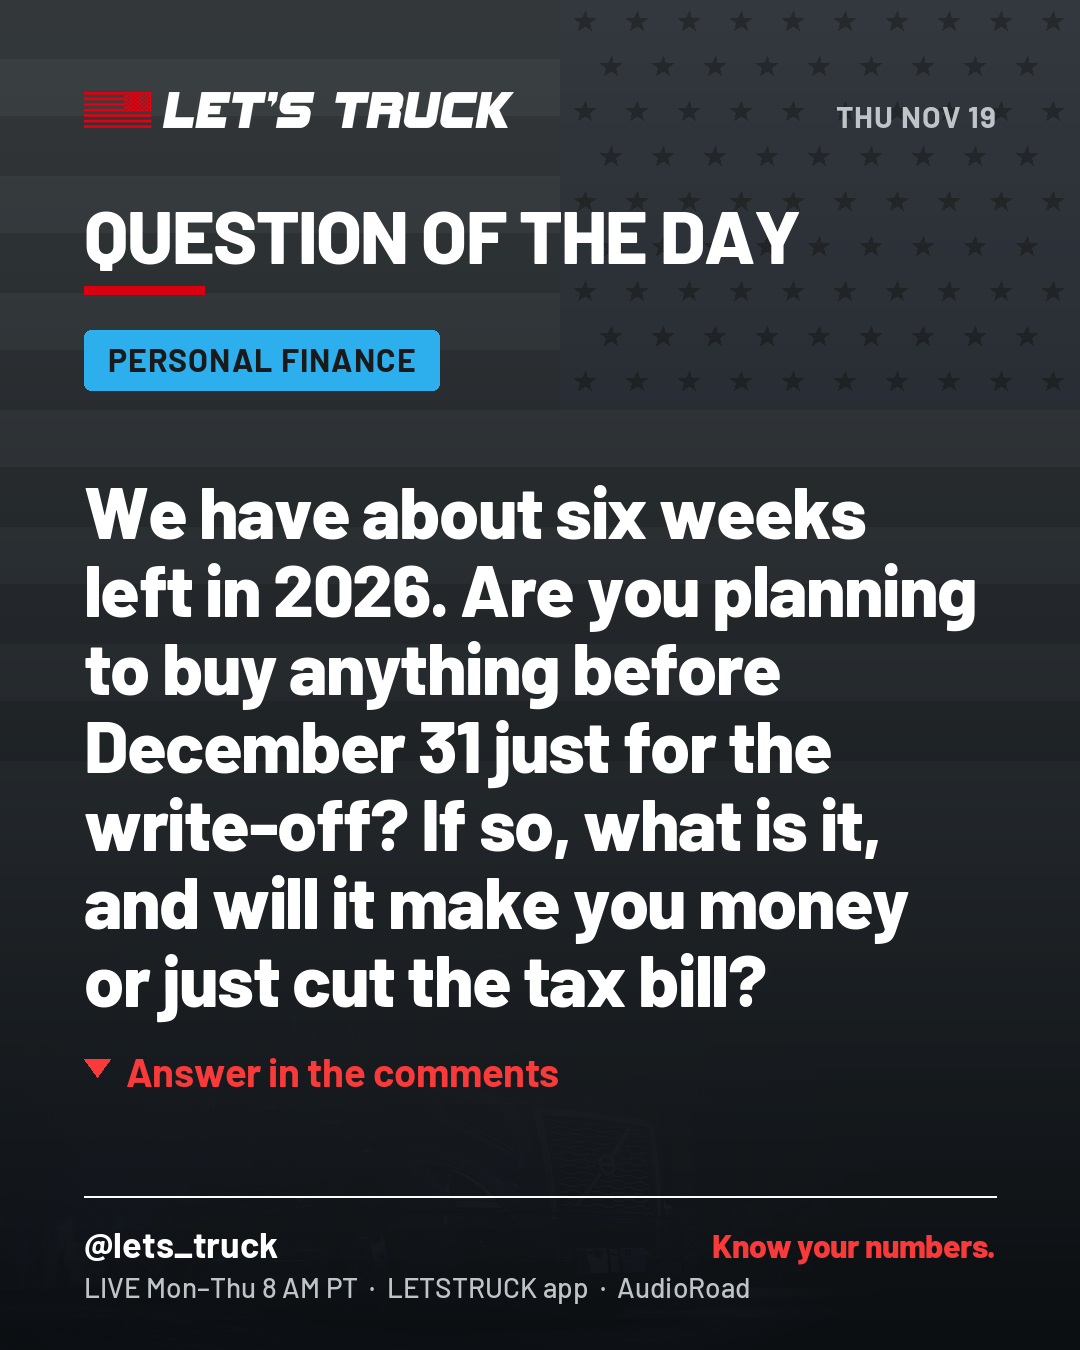 LET'S TRUCK
THU NOV 19
QUESTION OF THE DAY
PERSONAL FINANCE
We have about six weeks
left in 2026. Are you planning
to buy anything before
December 31 just for the
write-off? If so, what is it,
and will it make you money
or just cut the tax bill?
Answer in the comments
@lets_truck
Know your numbers.
LIVE Mon–Thu 8 AM PT · LETSTRUCK app · AudioRoad